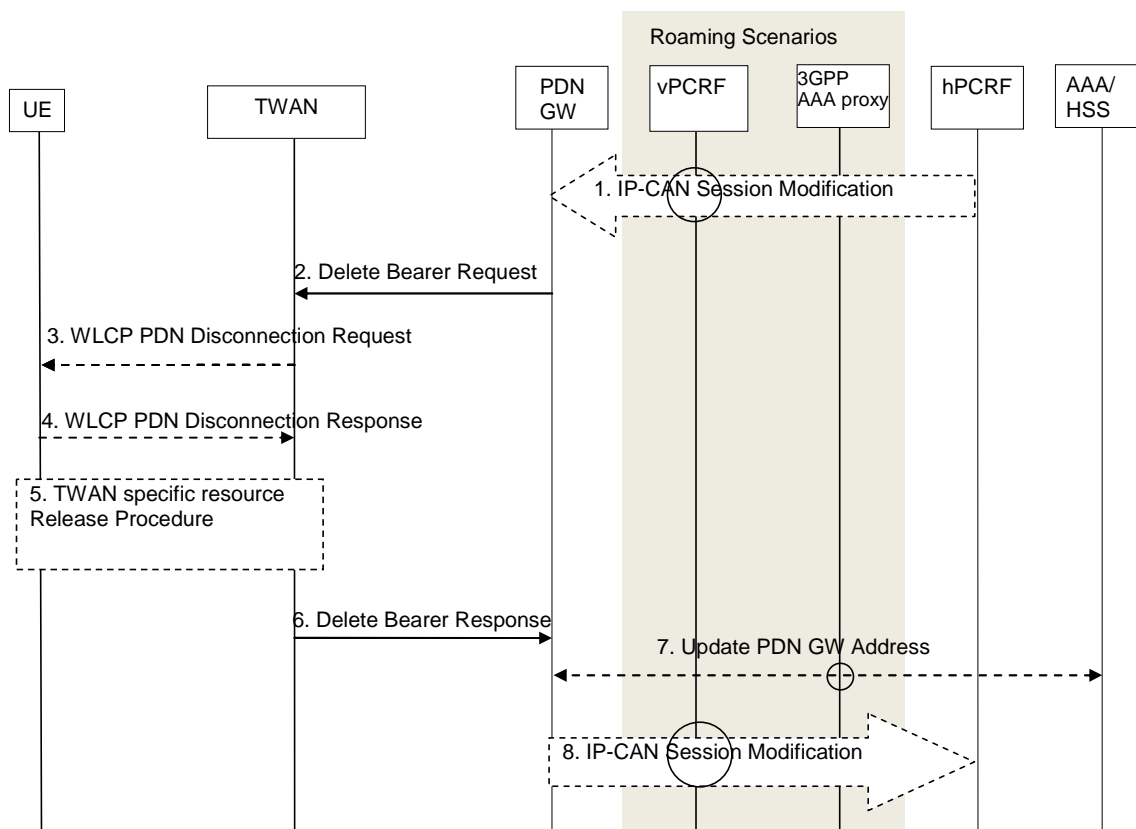 Roaming Scenarios
UE
TWAN
PDN
GW
vPCRF
3GPP
AAA proxy
hPCRF
AAA/
HSS
1. IP-CAN Session Modification
2. Delete Bearer Request
3. WLCP PDN Disconnection Request
4. WLCP PDN Disconnection Response
5. TWAN specific resource
Release Procedure
6. Delete Bearer Response
7. Update PDN GW Address
8. IP-CAN Session Modification